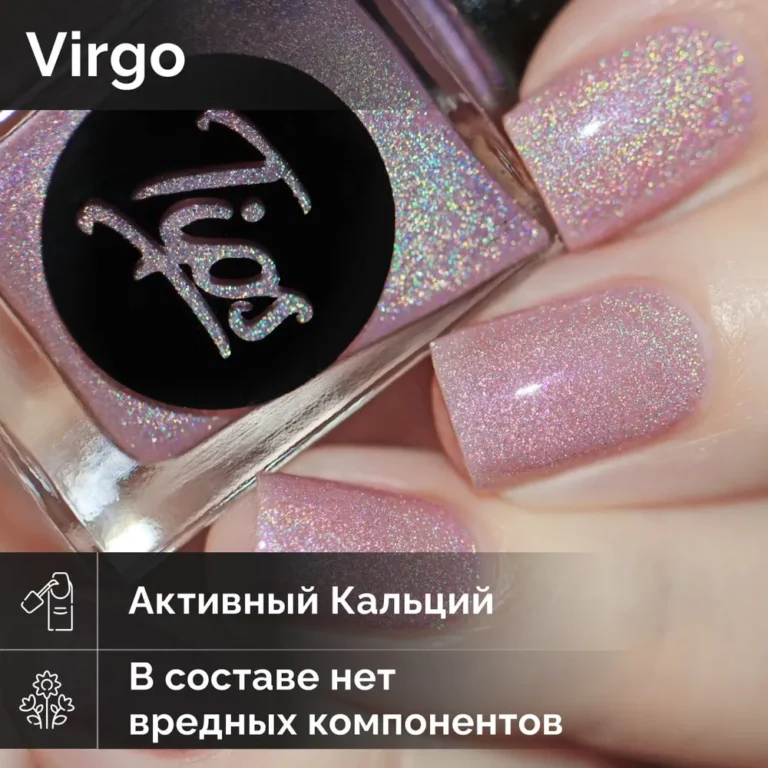 Virgo
Активный Кальций
В составе нет
вредных компонентов